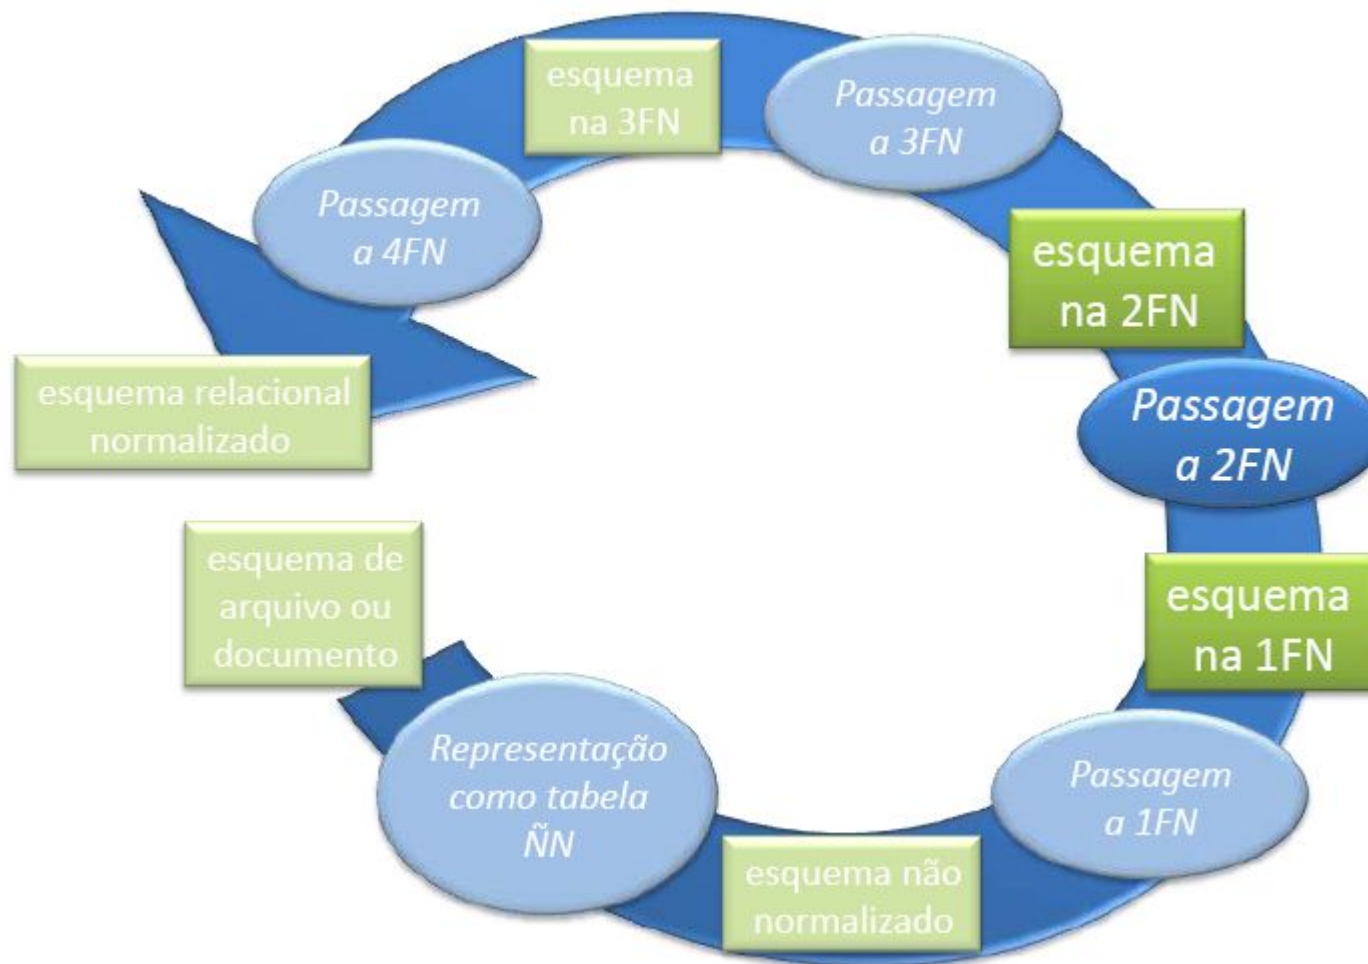 esquema
na 3FN
Passagem
a 3FN
Passagem
a 4FN
esquema
na 2FN
esquema relacional
normalizado
Passagem
a 2FN
esquema de
arquivo ou
documento
esquema
na 1FN
Representação
como tabela
ÑN
Passagem
a 1FN
esquema não
normalizado